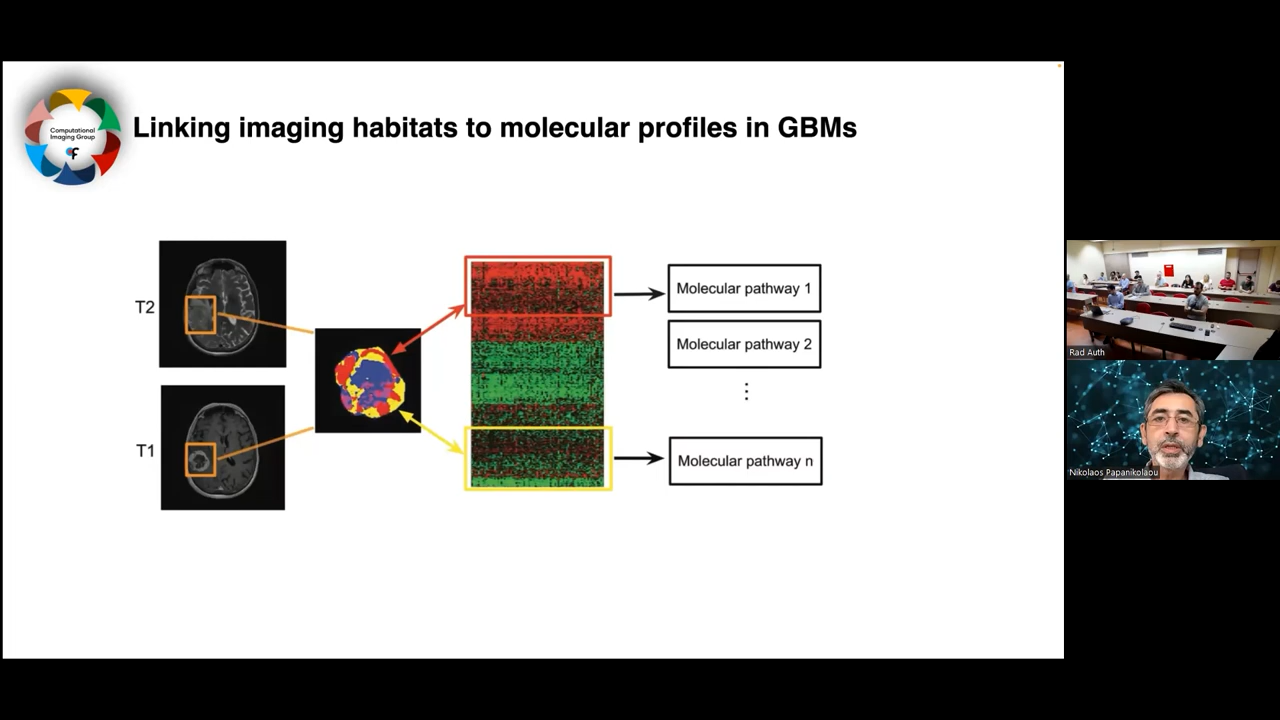 Computational
Imaging Group
cf
Linking imaging habitats to molecular profiles in GBMs
T2
T1
Molecular pathway 1
Molecular pathway 2
Molecular pathway n
Rad Auth
Nikolaos Papanikolaou